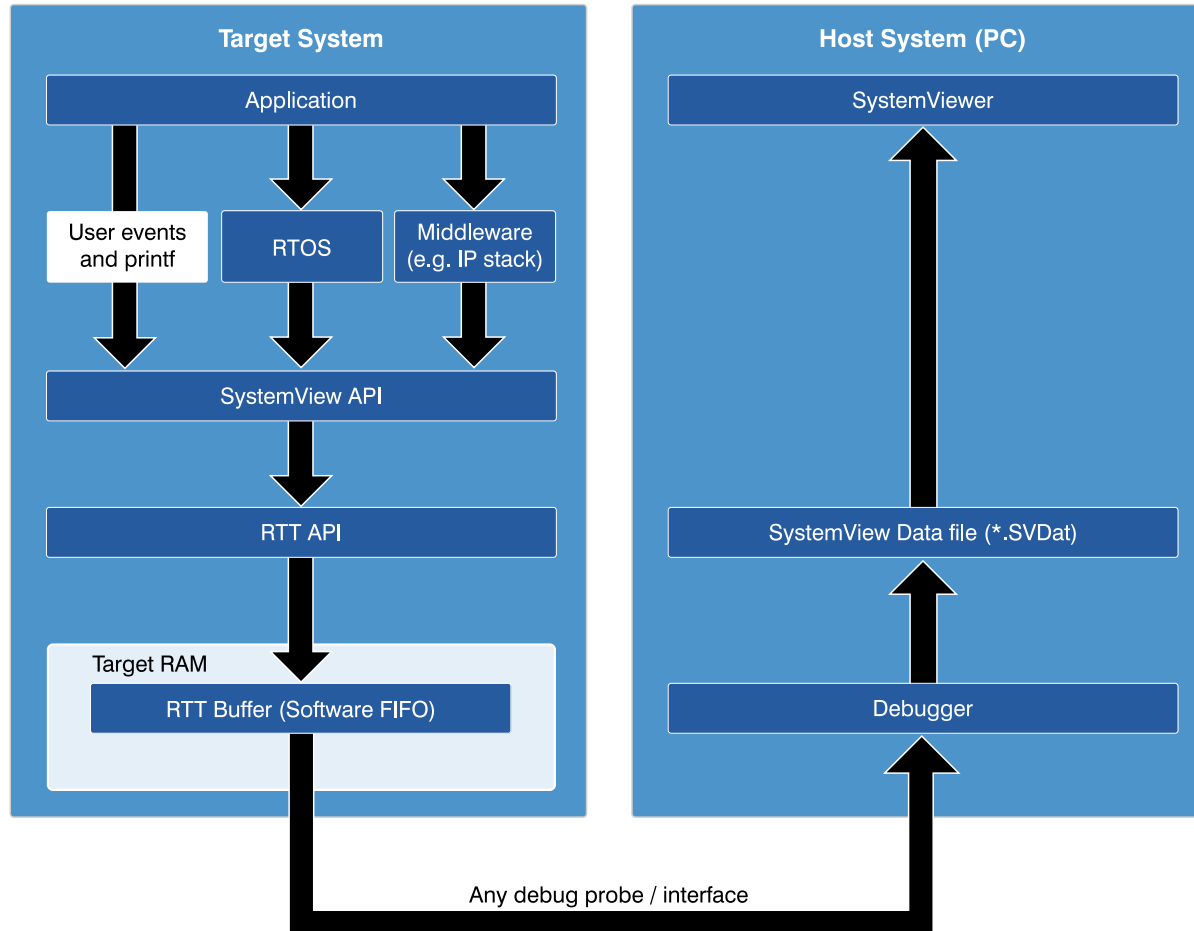 Target System
Application
User events
and printf
RTOS
Middleware
(e.g. IP stack)
SystemView API
RTT API
Target RAM
RTT Buffer (Software FIFO)
Host System (PC)
SystemViewer
SystemView Data file (*.SVDat)
Debugger
Any debug probe / interface